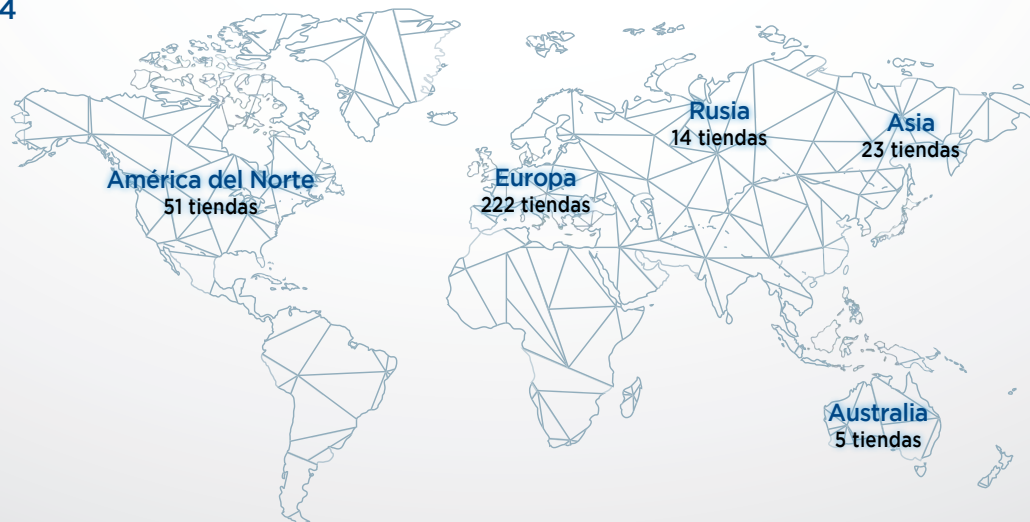 4
Rusia
14 tiendas
Asia
23 tiendas
América del Norte
51 tiendas
Europa
222 tiendas
Australia
5 tiendas